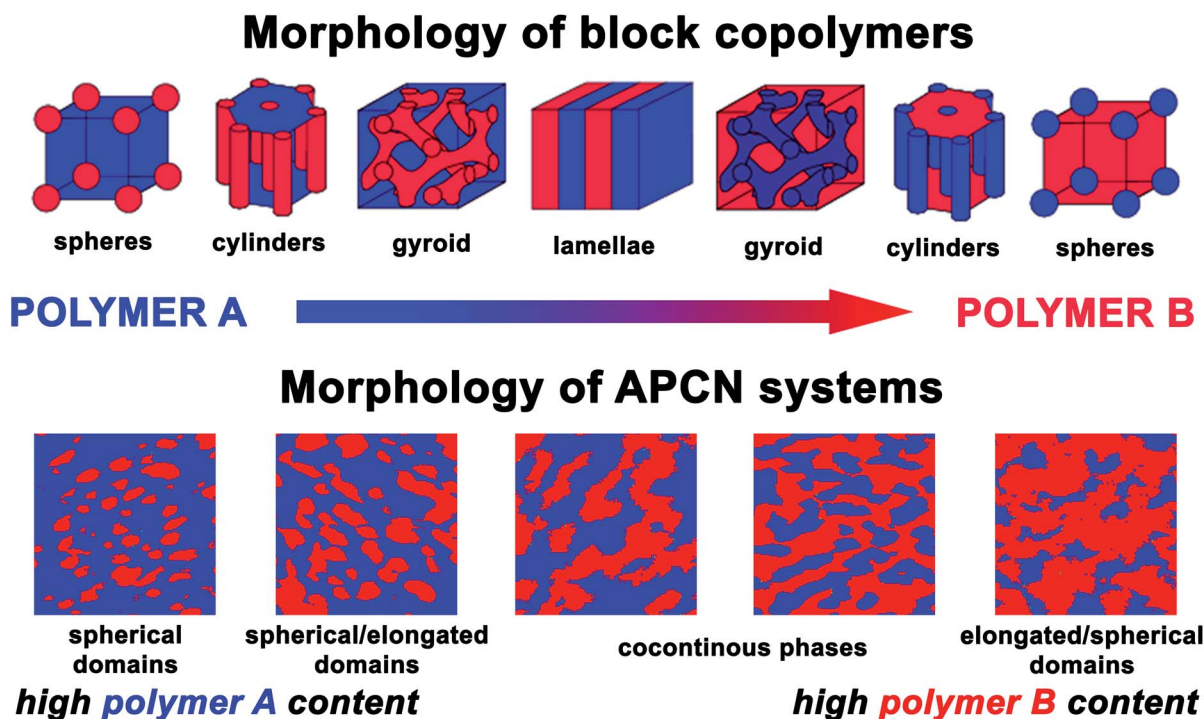 Morphology of block copolymers
spheres cylinders gyroid lamellae gyroid cylinders spheres
POLYMER A POLYMER B
Morphology of APCN systems
spherical
domains
spherical/elongated
domains
cocontinous phases
elongated/spherical
domains
high polymer A content
high polymer B content